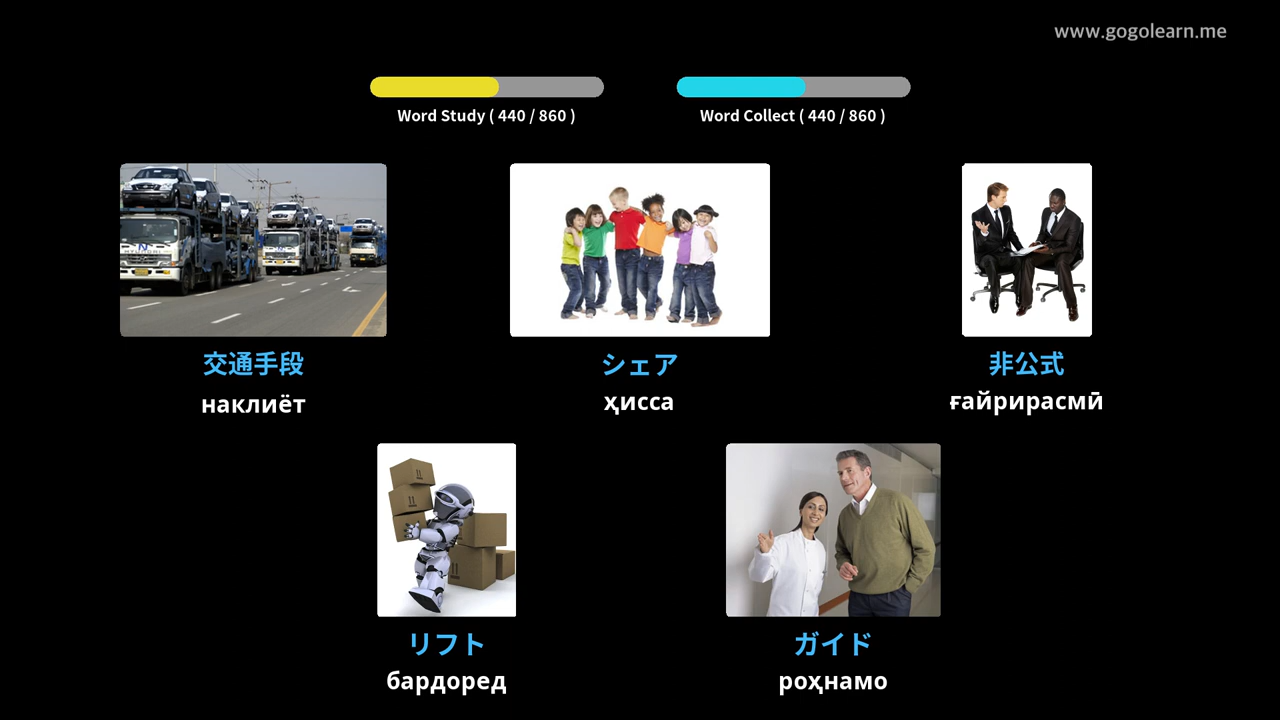 www.gogolearn.me
Word Study ( 440 / 860 )
Word Collect ( 440 / 860 )
交通手段
наклиёт
シェア
ҳисса
非公式
ғайрирасмӣ
リフト
бардоред
ガイド
роҳнамо